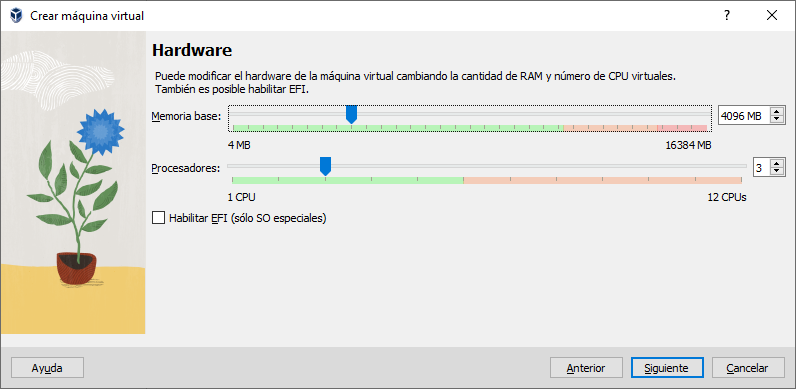 Crear máquina virtual
?
Hardware
Puede modificar el hardware de la máquina virtual cambiando la cantidad de RAM y número de CPU virtuales.
También es posible habilitar EFI.
Memoria base:
4096 MB
4 MB
16384 MB
Procesadores:
3
1 CPU
12 CPUs
Habilitar EFI (sólo SO especiales)
Ayuda
Anterior
Siguiente
Cancelar